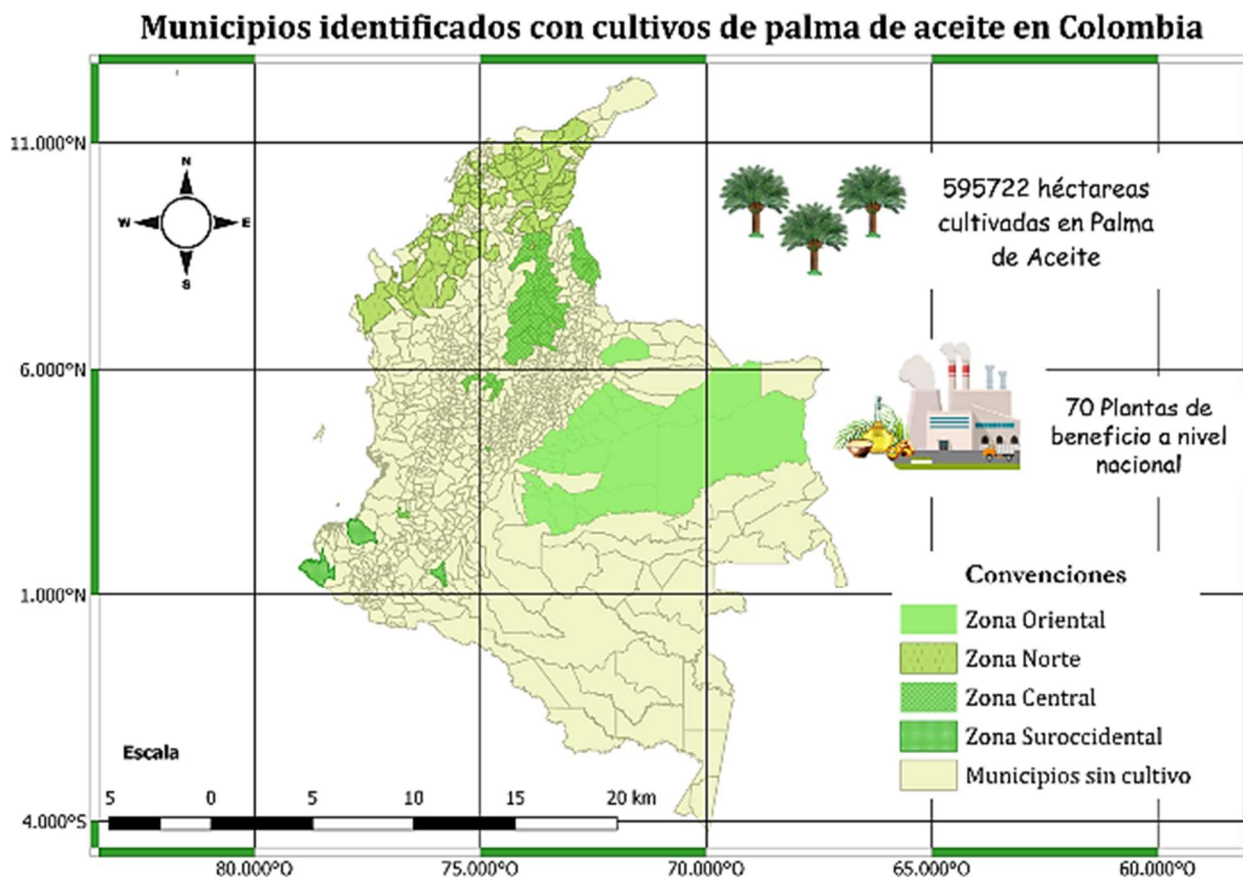 Municipios identificados con cultivos de palma de aceite en Colombia
11.000°N
6.000°N
1.000°N
4.000°S
N
W
E
S
595722 héctareas
cultivadas en Palma
de Aceite
70 Plantas de
beneficio a nivel
nacional
Convenciones
Zona Oriental
Zona Norte
Zona Central
Zona Suroccidental
Municipios sin cultivo
Escala
5 0 5 10 15 20 km
80.000°O 75.000°O 70.000°O 65.000°O 60.000°O